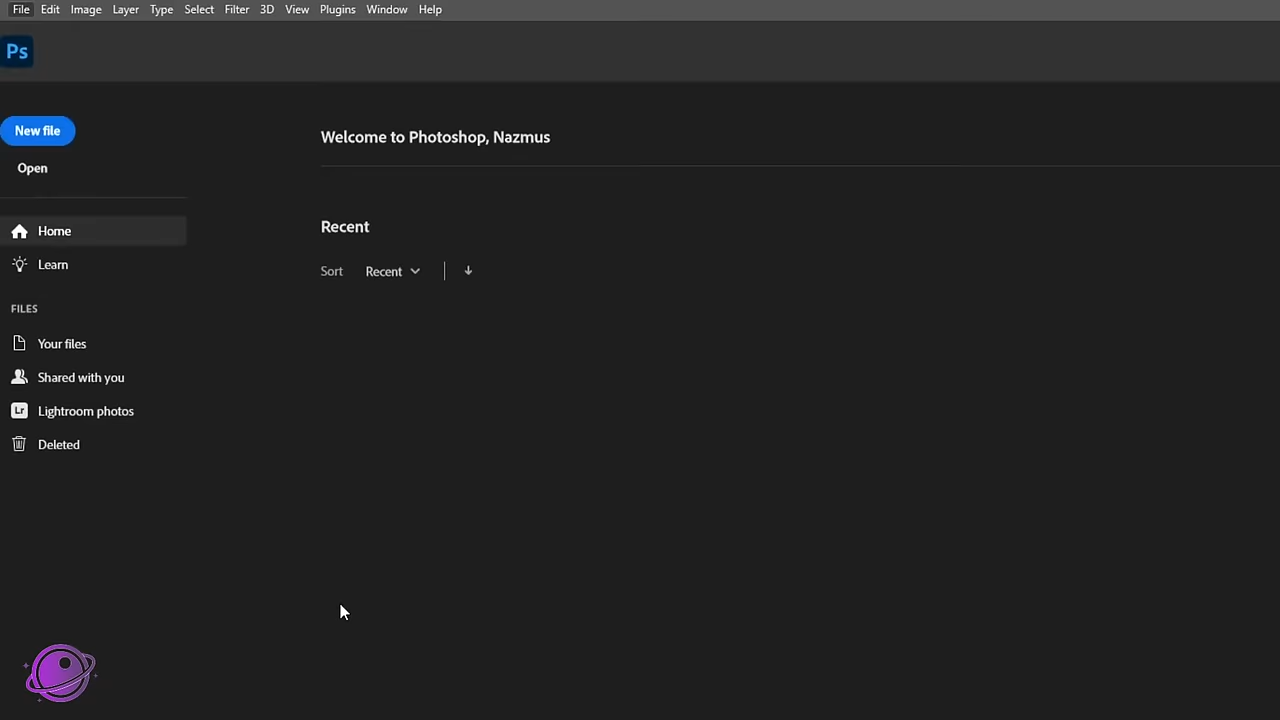 File Edit Image Layer Type Select Filter 3D View Plugins Window Help
Ps
New file
Open
Home
Learn
FILES
Your files
Shared with you
Lr Lightroom photos
Deleted
Welcome to Photoshop, Nazmus
Recent
Sort Recent